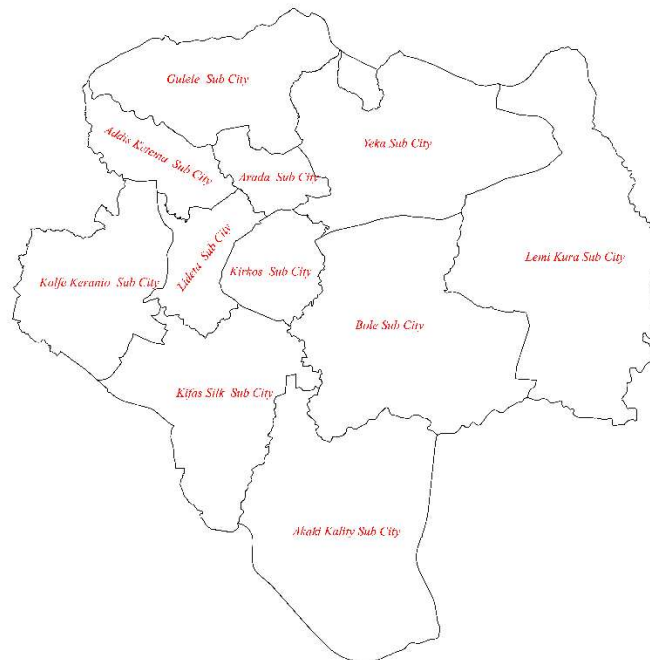 Gulele Sub City
Addis Ketema Sub City
Yeka Sub City
Arada Sub City
Lideta Sub City
Kirkos Sub City
Kolfe Keranio Sub City
Lemi Kura Sub City
Bole Sub City
Kifas Silk Sub City
Akaki Kality Sub City